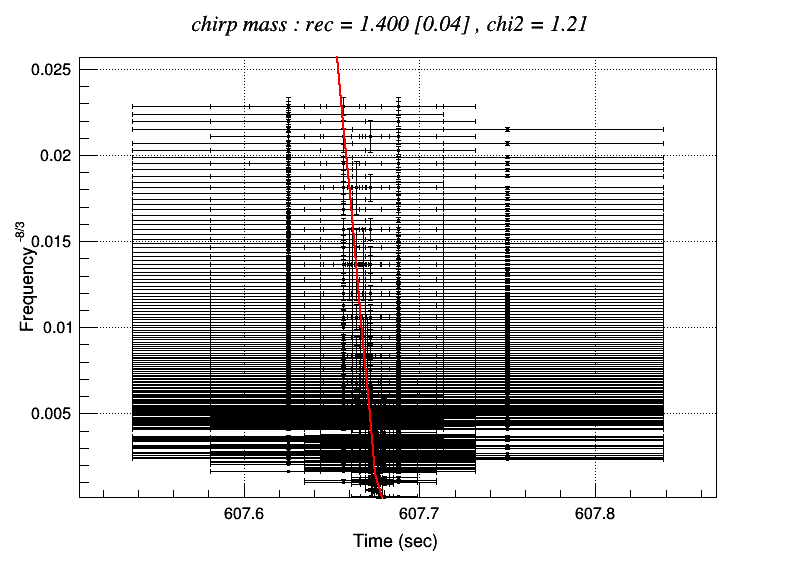 chirp mass : rec = 1.400 [0.04] , chi2 = 1.21
0.025
0.02
0.015
0.01
0.005
Frequency-8/3
607.6 607.7 607.8
Time (sec)